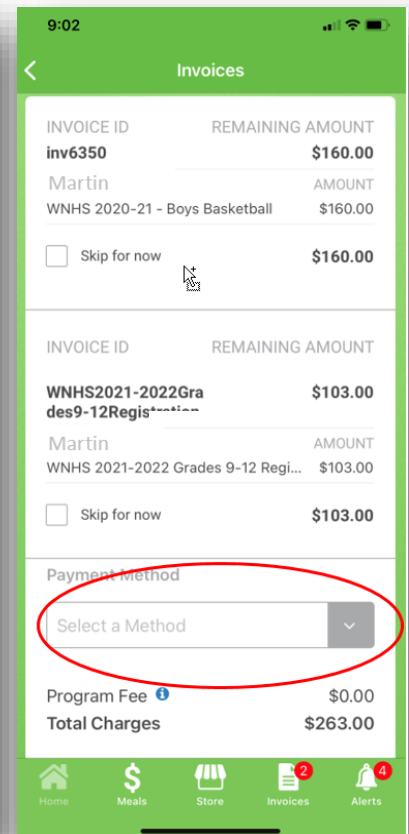 9:02
Invoices
INVOICE ID REMAINING AMOUNT
inv6350 $160.00
Martin AMOUNT
WNHS 2020-21 - Boys Basketball $160.00
Skip for now $160.00
INVOICE ID REMAINING AMOUNT
WNHS2021-2022Gra $103.00
des9-12Registration
Martin AMOUNT
WNHS 2021-2022 Grades 9-12 Regi... $103.00
Skip for now $103.00
Payment Method
Select a Method
Program Fee $0.00
Total Charges $263.00
2 4
Home Meals Store Invoices Alerts